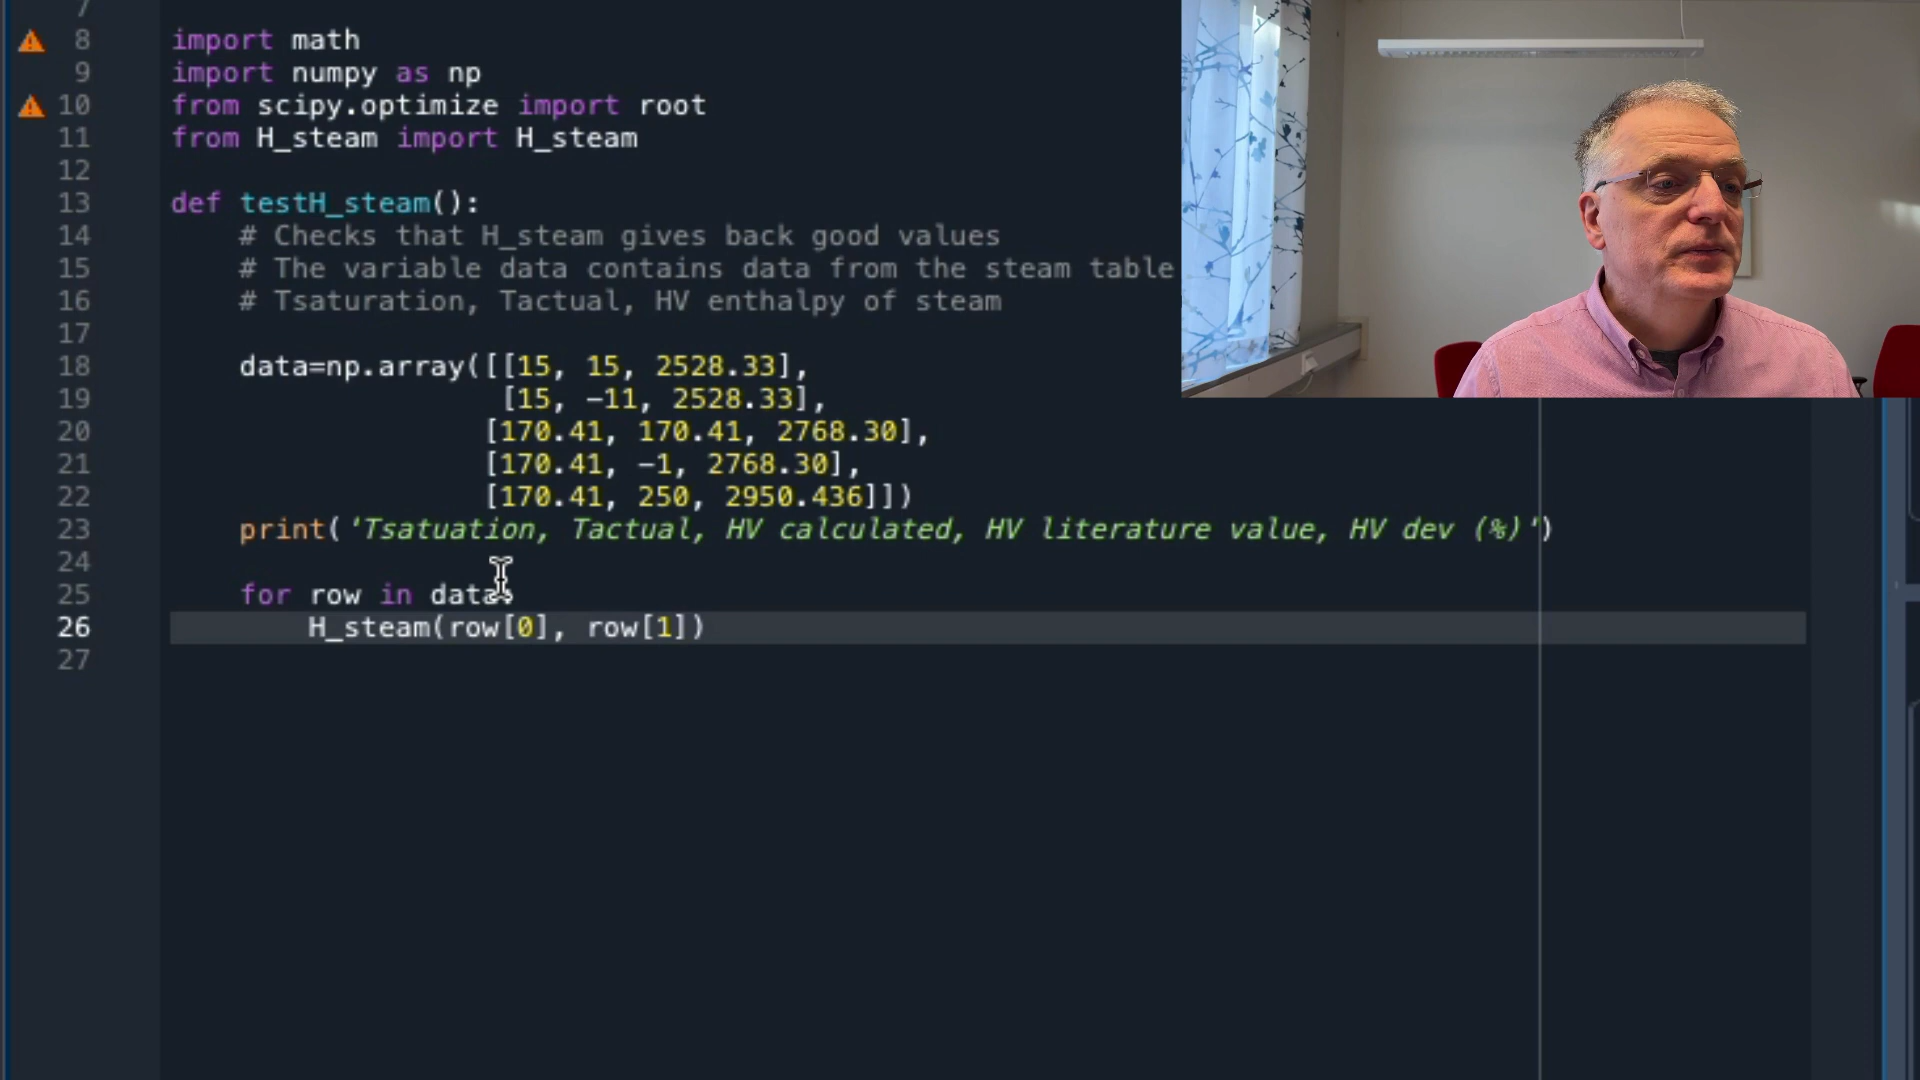 7
8 import math
9 import numpy as np
10 from scipy.optimize import root
11 from H_steam import H_steam
12
13 def testH_steam():
14 # Checks that H_steam gives back good values
15 # The variable data contains data from the steam table
16 # Tsaturation, Tactual, HV enthalpy of steam
17
18 data=np.array([[15, 15, 2528.33],
19 [15, -11, 2528.33],
20 [170.41, 170.41, 2768.30],
21 [170.41, -1, 2768.30],
22 [170.41, 250, 2950.436]])
23 print('Tsatuation, Tactual, HV calculated, HV literature value, HV dev (%)')
24
25 for row in data:
26 H_steam(row[0], row[1])
27